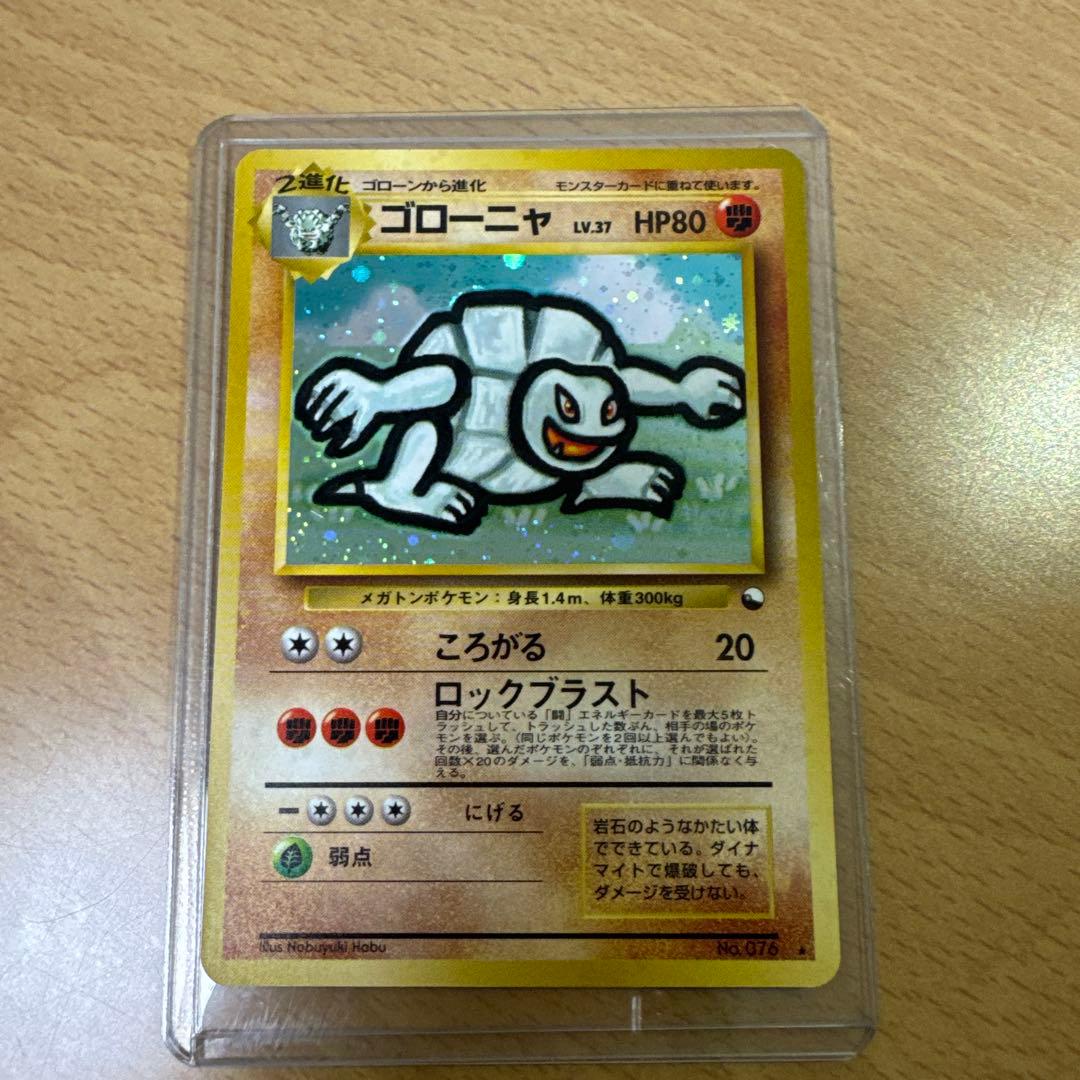 2進化 ゴローンから進化 モンスターカードに重ねて使います。
ゴローニャ LV.37 HP80
メガトンポケモン：身長1.4m、体重300kg
ころがる 20
ロックブラスト
自分についている「闘」エネルギーカードを最大5枚ト
ラッシュして、トラッシュした数ぶん、相手の場のポケ
モンを選ぶ。（同じポケモンを2回以上選んでもよい）。
その後、選んだポケモンのぞれぞれに、それが選ばれた
回数×20のダメージを、「弱点・抵抗力」に関係なく与
える。
にげる
弱点
岩石のようなかたい体
でできている。ダイナ
マイトで爆破しても、
ダメージを受けない。
Illus Nobuyuki Habu No. 076 ★